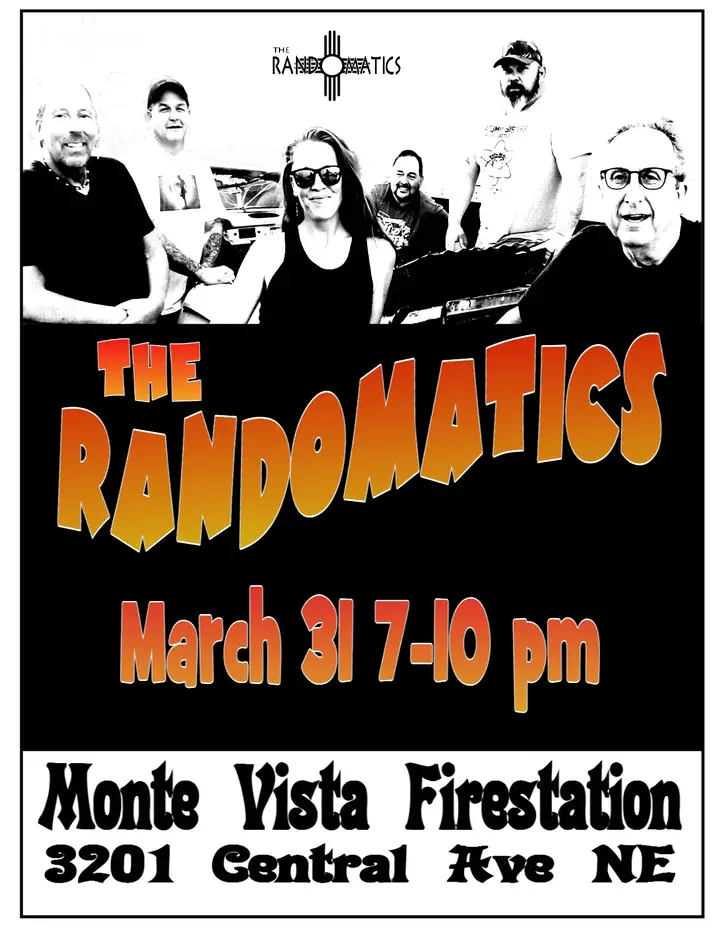 THE
RANDOMATICS
THE
RANDOMATICS
March 31 7-10 pm
Monte Vista Firestation
3201 Central Ave NE